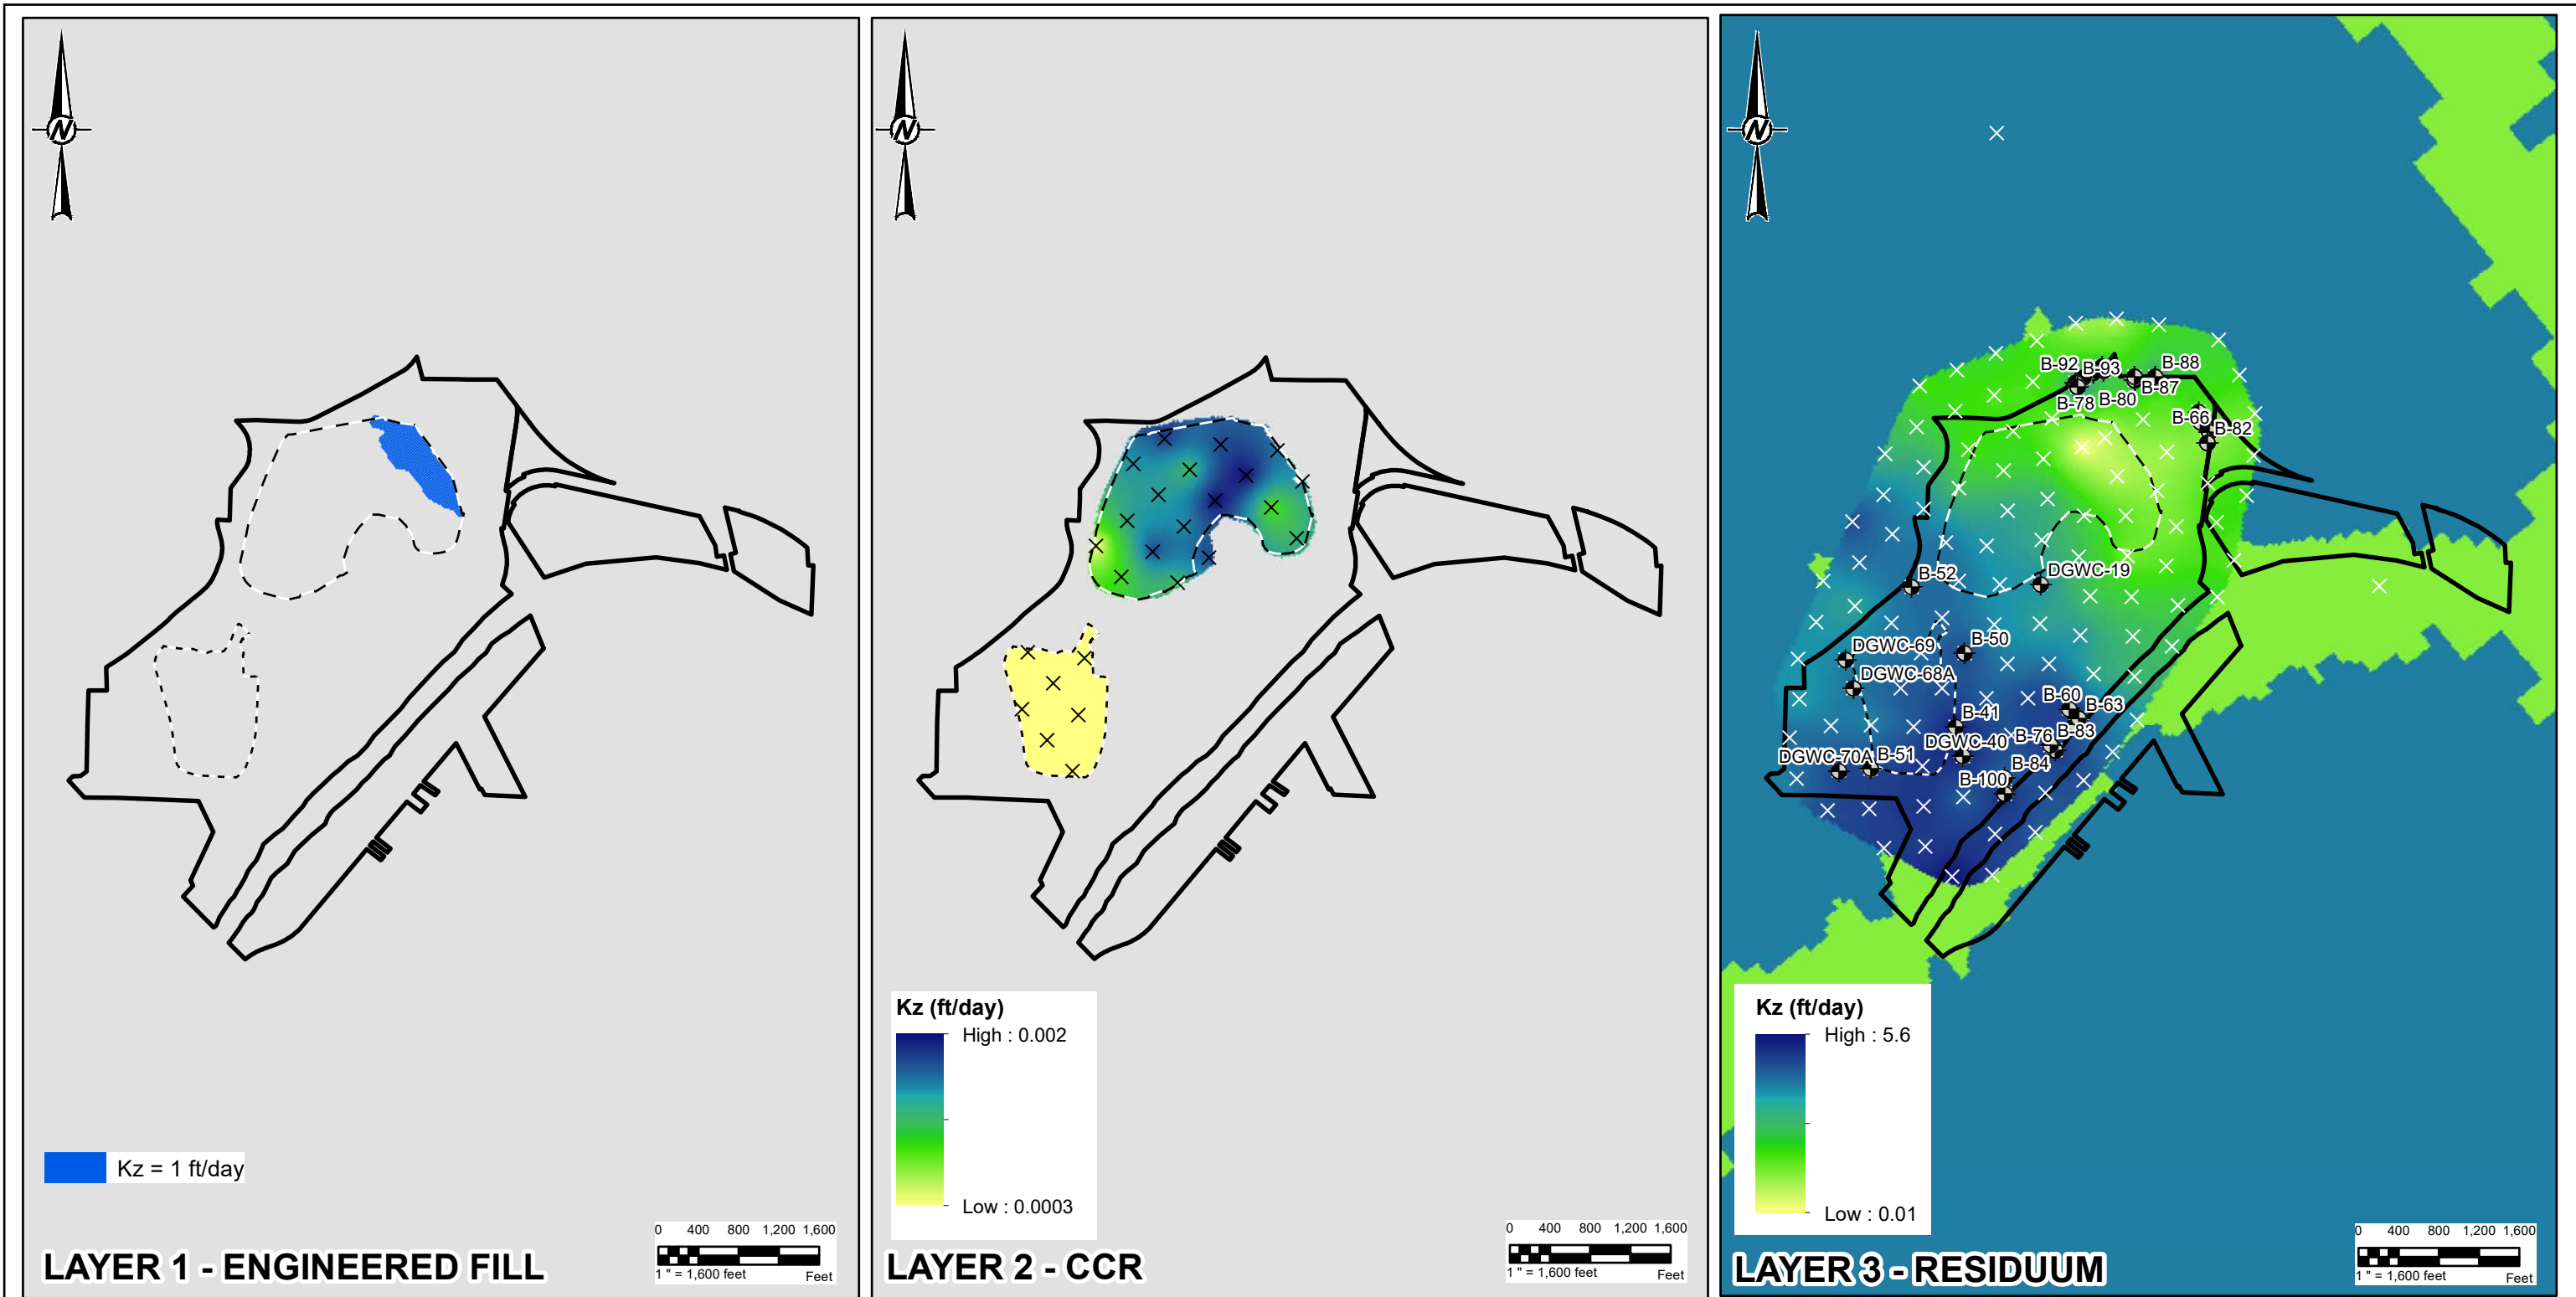 N
Kz = 1 ft/day
0 400 800 1,200 1,600
1 " = 1,600 feet Feet
LAYER 1 - ENGINEERED FILL
N
Kz (ft/day)
High : 0.002
Low : 0.0003
0 400 800 1,200 1,600
1 " = 1,600 feet Feet
LAYER 2 - CCR
N
B-92
B-93
B-88
B-87
B-78
B-80
B-66
B-82
B-52
DGWC-19
DGWC-69
B-50
DGWC-68A
B-60
B-63
B-41
B-76
B-83
DGWC-40
DGWC-70A
B-51
B-84
B-100
Kz (ft/day)
High : 5.6
Low : 0.01
0 400 800 1,200 1,600
1 " = 1,600 feet Feet
LAYER 3 - RESIDUUM